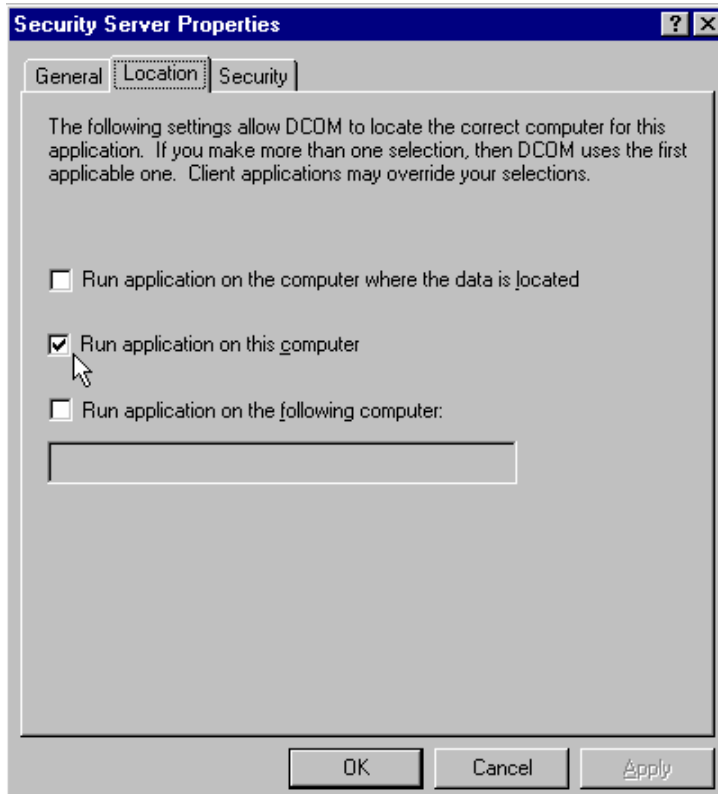 Security Server Properties
General Location Security
The following settings allow DCOM to locate the correct computer for this
application. If you make more than one selection, then DCOM uses the first
applicable one. Client applications may override your selections.
Run application on the computer where the data is located
Run application on this computer
Run application on the following computer:
OK Cancel Apply